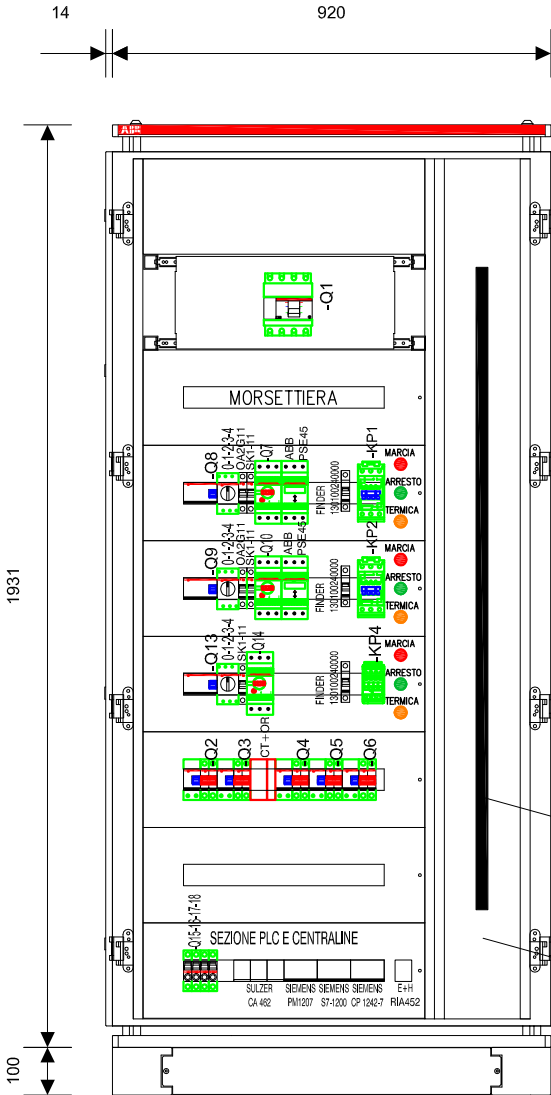 14
920
1931
100
ABB
-Q1
MORSETTIERA
-Q8
0-1-2-3-4
OA2G11
SK1-11
-Q7
ABB
PSE45
FINDER
130100240000
-KP1
MARCIA
ARRESTO
TERMICA
-Q9
0-1-2-3-4
OA2G11
SK1-11
-Q10
ABB
PSE45
FINDER
130100240000
-KP2
MARCIA
ARRESTO
TERMICA
-Q13
0-1-2-3-4
SK1-11
-Q14
FINDER
130100240000
-KP4
MARCIA
ARRESTO
TERMICA
-Q2
-Q3
CT+OR
-Q4
-Q5
-Q6
-Q15-16-17-18
SEZIONE PLC E CENTRALINE
SULZER
CA 462
SIEMENS
PM1207
SIEMENS
S7-1200
SIEMENS
CP 1242-7
E+H
RIA452